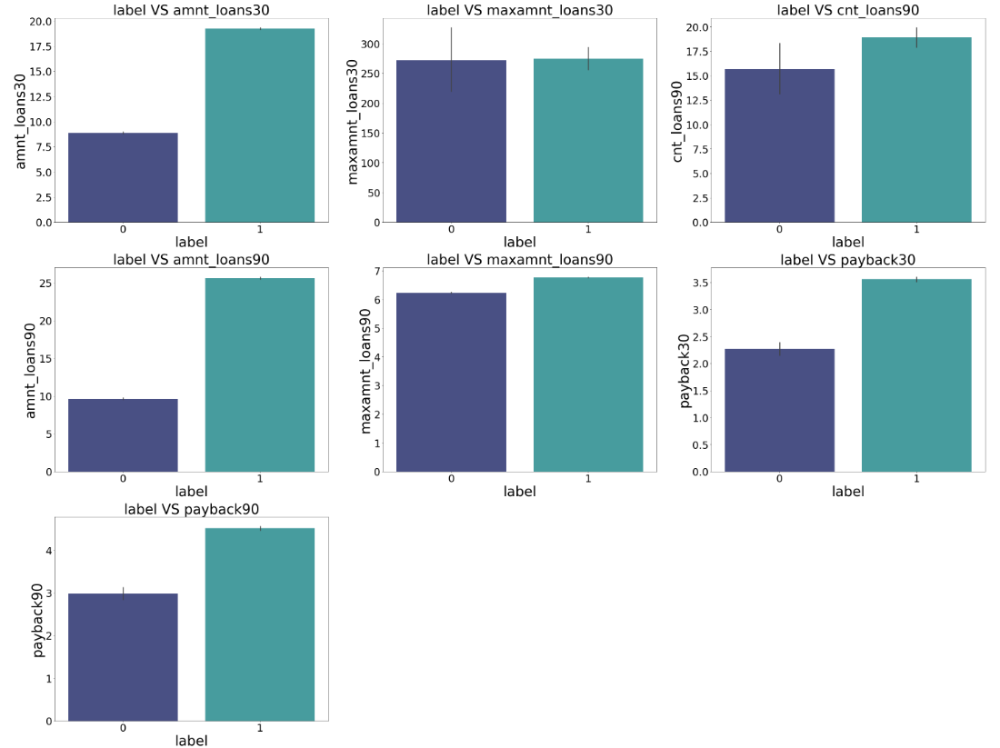 label VS amnt_loans30
amnt_loans30
20.0
17.5
15.0
12.5
10.0
7.5
5.0
2.5
0.0
0 1
label
label VS maxamnt_loans30
maxamnt_loans30
300
250
200
150
100
50
0
0 1
label
label VS cnt_loans90
cnt_loans90
20.0
17.5
15.0
12.5
10.0
7.5
5.0
2.5
0.0
0 1
label
label VS amnt_loans90
amnt_loans90
25
20
15
10
5
0
0 1
label
label VS maxamnt_loans90
maxamnt_loans90
7
6
5
4
3
2
1
0
0 1
label
label VS payback30
payback30
3.5
3.0
2.5
2.0
1.5
1.0
0.5
0.0
0 1
label
label VS payback90
payback90
4
3
2
1
0
0 1
label